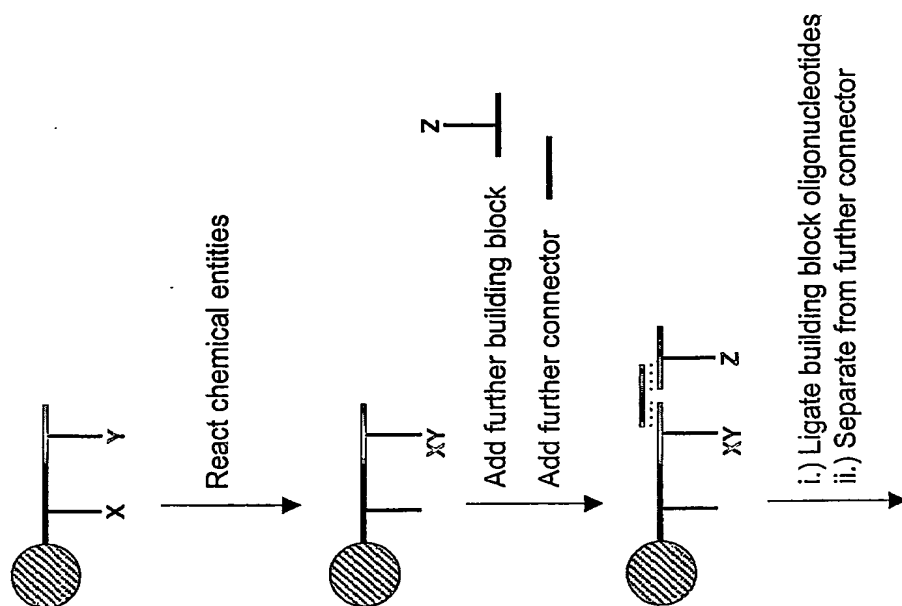 X
Y
React chemical entities
XY
Add further building block
Z
Add further connector
XY
Z
i.) Ligate building block oligonucleotides
ii.) Separate from further connector